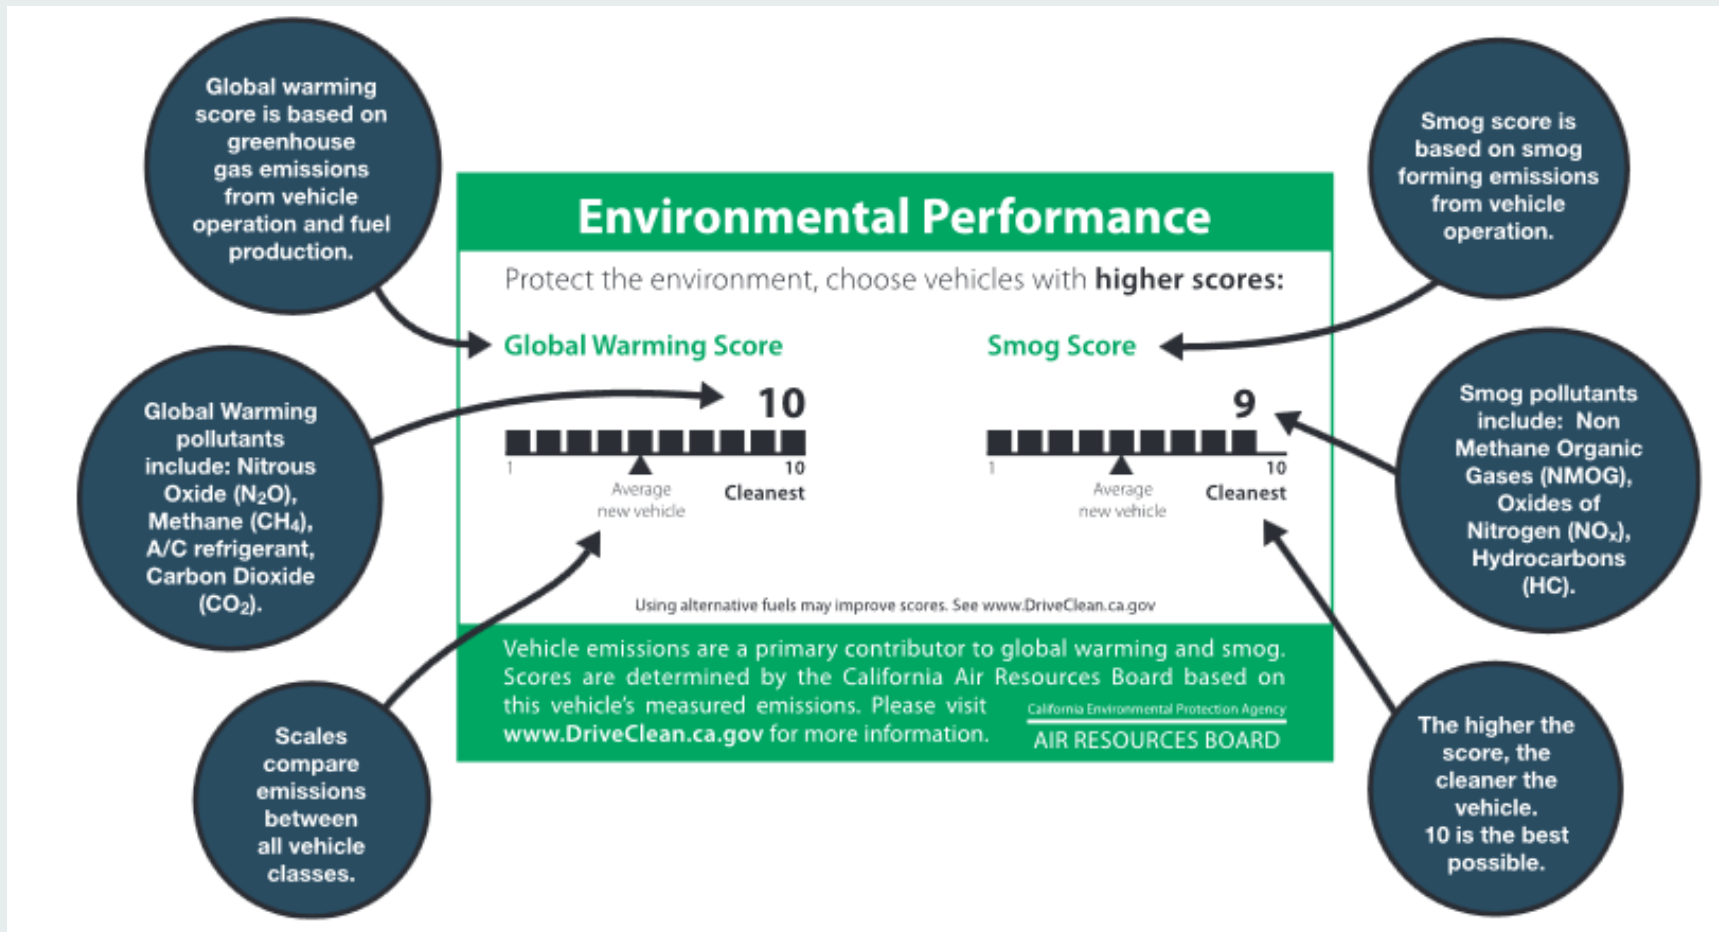 Global warming
score is based on
greenhouse
gas emissions
from vehicle
operation and fuel
production.
Smog score is
based on smog
forming emissions
from vehicle
operation.
Environmental Performance
Protect the environment, choose vehicles with higher scores:
Global Warming Score
Smog Score
10
1 10
Average
new vehicle
Cleanest
9
1 10
Average
new vehicle
Cleanest
Global Warming
pollutants
include: Nitrous
Oxide (N₂O),
Methane (CH₄),
A/C refrigerant,
Carbon Dioxide
(CO₂).
Smog pollutants
include: Non
Methane Organic
Gases (NMOG),
Oxides of
Nitrogen (NOₓ),
Hydrocarbons
(HC).
Using alternative fuels may improve scores. See www.DriveClean.ca.gov
Vehicle emissions are a primary contributor to global warming and smog.
Scores are determined by the California Air Resources Board based on
this vehicle's measured emissions. Please visit
www.DriveClean.ca.gov for more information.
California Environmental Protection Agency
AIR RESOURCES BOARD
Scales
compare
emissions
between
all vehicle
classes.
The higher the
score, the
cleaner the
vehicle.
10 is the best
possible.